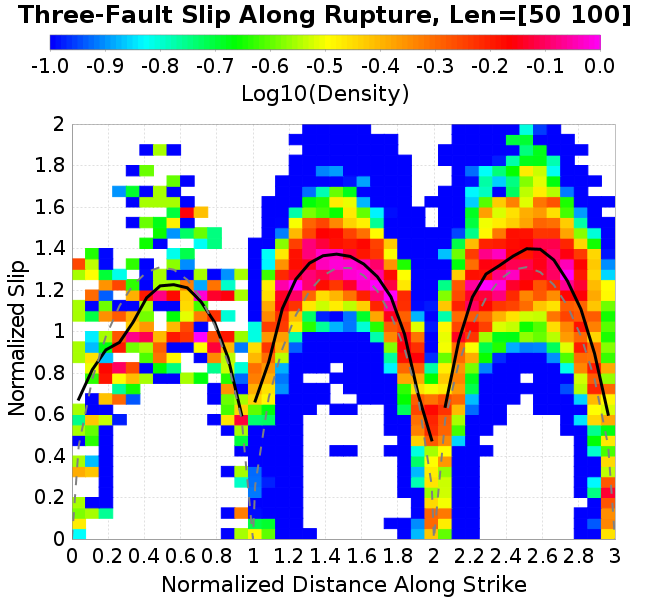 Three-Fault Slip Along Rupture, Len=[50 100]
-1.0 -0.9 -0.8 -0.7 -0.6 -0.5 -0.4 -0.3 -0.2 -0.1 0.0
Log10(Density)
2
1.8
1.6
1.4
1.2
1
0.8
0.6
0.4
0.2
0
Normalized Slip
0 0.2 0.4 0.6 0.8 1 1.2 1.4 1.6 1.8 2 2.2 2.4 2.6 2.8 3
Normalized Distance Along Strike